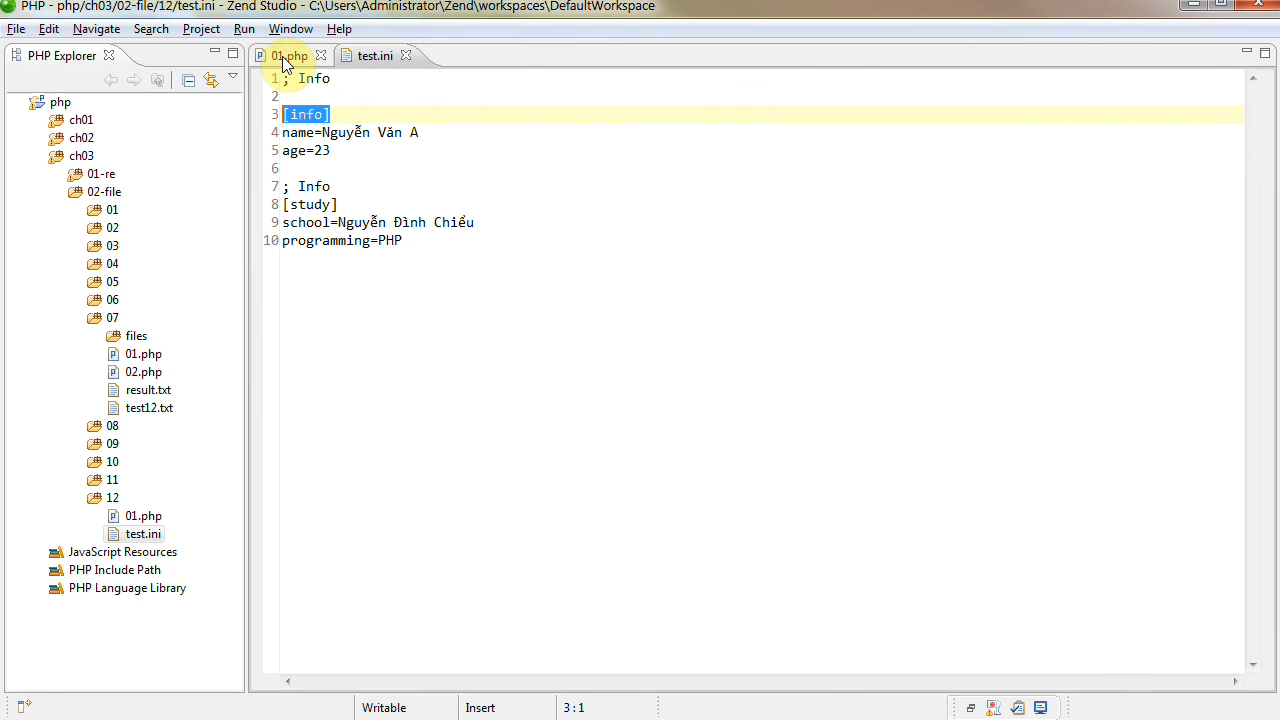 PHP - php/ch03/02-file/12/test.ini - Zend Studio - C:\Users\Administrator\Zend\workspaces\DefaultWorkspace
File Edit Navigate Search Project Run Window Help
PHP Explorer
01.php test.ini
php
ch01
ch02
ch03
01-re
02-file
01
02
03
04
05
06
07
files
01.php
02.php
result.txt
test12.txt
08
09
10
11
12
01.php
test.ini
JavaScript Resources
PHP Include Path
PHP Language Library
1 ; Info
2
3 [info]
4 name=Nguyễn Văn A
5 age=23
6
7 ; Info
8 [study]
9 school=Nguyễn Đình Chiểu
10 programming=PHP
Writable Insert 3 : 1